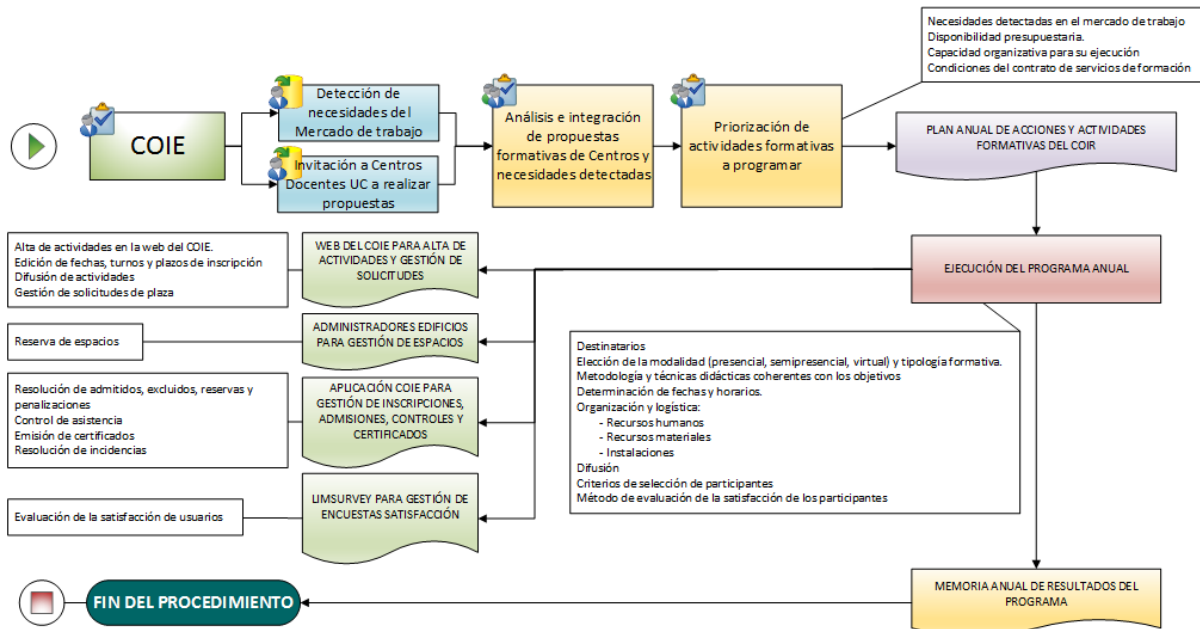 Necesidades detectadas en el mercado de trabajo
Disponibilidad presupuestaria.
Capacidad organizativa para su ejecución
Condiciones del contrato de servicios de formación
COIE
Detección de
necesidades del
Mercado de trabajo
Invitación a Centros
Docentes UC a realizar
propuestas
Análisis e integración
de propuestas
formativas de Centros y
necesidades detectadas
Priorización de
actividades formativas
a programar
PLAN ANUAL DE ACCIONES Y ACTIVIDADES
FORMATIVAS DEL COIR
Alta de actividades en la web del COIE.
Edición de fechas, turnos y plazos de inscripción
Difusión de actividades
Gestión de solicitudes de plaza
WEB DEL COIE PARA ALTA DE
ACTIVIDADES Y GESTIÓN DE
SOLICITUDES
EJECUCIÓN DEL PROGRAMA ANUAL
Reserva de espacios
ADMINISTRADORES EDIFICIOS
PARA GESTIÓN DE ESPACIOS
Destinatarios
Elección de la modalidad (presencial, semipresencial, virtual) y tipología formativa.
Metodología y técnicas didácticas coherentes con los objetivos
Determinación de fechas y horarios.
Organización y logística:
- Recursos humanos
- Recursos materiales
- Instalaciones
Difusión
Criterios de selección de participantes
Método de evaluación de la satisfacción de los participantes
Resolución de admitidos, excluidos, reservas y
penalizaciones
Control de asistencia
Emisión de certificados
Resolución de incidencias
APLICACIÓN COIE PARA
GESTIÓN DE INSCRIPCIONES,
ADMISIONES, CONTROLES Y
CERTIFICADOS
Evaluación de la satisfacción de usuarios
LIMSURVEY PARA GESTIÓN DE
ENCUESTAS SATISFACCIÓN
FIN DEL PROCEDIMIENTO
MEMORIA ANUAL DE RESULTADOS DEL
PROGRAMA